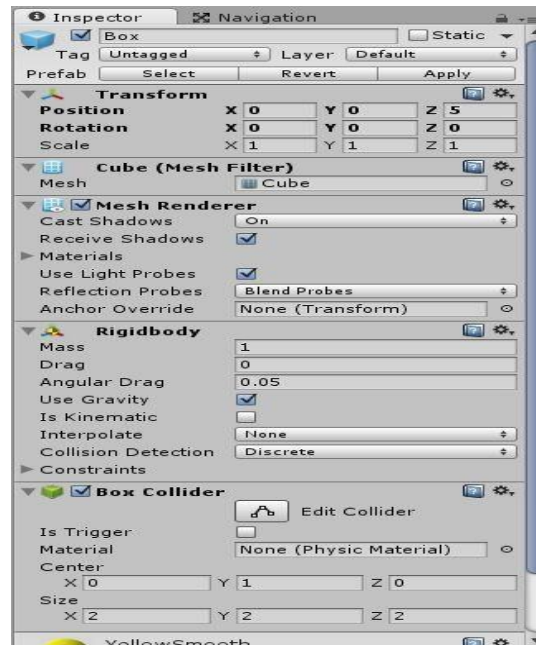 Inspector Navigation
Box Static
Tag Untagged Layer Default
Prefab Select Revert Apply
Transform
Position X 0 Y 0 Z 5
Rotation X 0 Y 0 Z 0
Scale X 1 Y 1 Z 1
Cube (Mesh Filter)
Mesh Cube
Mesh Renderer
Cast Shadows On
Receive Shadows
Materials
Use Light Probes
Reflection Probes Blend Probes
Anchor Override None (Transform)
Rigidbody
Mass 1
Drag 0
Angular Drag 0.05
Use Gravity
Is Kinematic
Interpolate None
Collision Detection Discrete
Constraints
Box Collider
Edit Collider
Is Trigger
Material None (Physic Material)
Center
X 0 Y 1 Z 0
Size
X 2 Y 2 Z 2
YellowSmooth